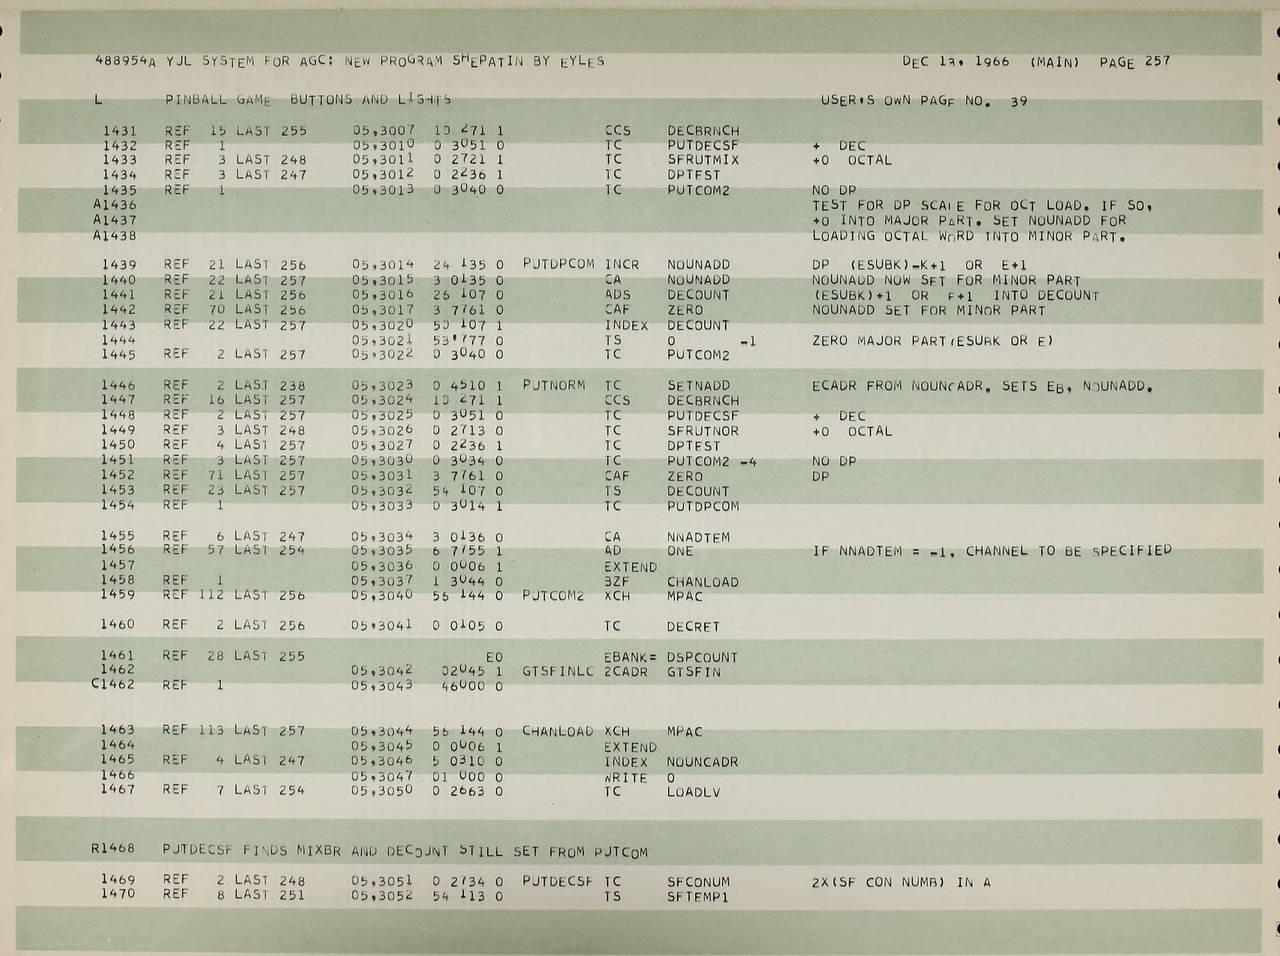 488954A YJL SYSTEM FOR AGC: NEW PROGRAM SHEPATIN BY EYLES DEC 13, 1966 (MAIN) PAGE 257
L PINBALL GAME BUTTONS AND LIGHTS USER'S OWN PAGE NO. 39
1431 REF 15 LAST 255 05,3007 10 271 1 CCS DECBRNCH
1432 REF 1 05,3010 0 3051 0 TC PUTDECSF + DEC
1433 REF 3 LAST 248 05,3011 0 2721 1 TC SFRUTMIX +0 OCTAL
1434 REF 3 LAST 247 05,3012 0 2236 1 TC DPTEST
1435 REF 1 05,3013 0 3040 0 TC PUTCOM2 NO DP
A1436 TEST FOR DP SCALE FOR OCT LOAD. IF SO,
A1437 +0 INTO MAJOR PART. SET NOUNADD FOR
A1438 LOADING OCTAL WORD INTO MINOR PART.
1439 REF 21 LAST 256 05,3014 24 135 0 PUTDPCOM INCR NOUNADD DP (ESUBK)-K+1 OR E+1
1440 REF 22 LAST 257 05,3015 3 0135 0 CA NOUNADD NOUNADD NOW SET FOR MINOR PART
1441 REF 21 LAST 256 05,3016 26 107 0 ADS DECOUNT (ESUBK)+1 OR E+1 INTO DECOUNT
1442 REF 70 LAST 256 05,3017 3 7761 0 CAF ZERO NOUNADD SET FOR MINOR PART
1443 REF 22 LAST 257 05,3020 50 107 1 INDEX DECOUNT
1444 05,3021 53'777 0 TS 0 -1 ZERO MAJOR PART(ESUBK OR E)
1445 REF 2 LAST 257 05,3022 0 3040 0 TC PUTCOM2
1446 REF 2 LAST 238 05,3023 0 4510 1 PUTNORM TC SETNADD ECADR FROM NOUNCADR. SETS EB, NOUNADD.
1447 REF 16 LAST 257 05,3024 10 271 1 CCS DECBRNCH
1448 REF 2 LAST 257 05,3025 0 3051 0 TC PUTDECSF + DEC
1449 REF 3 LAST 248 05,3026 0 2713 0 TC SFRUTNOR +0 OCTAL
1450 REF 4 LAST 257 05,3027 0 2236 1 TC DPTEST
1451 REF 3 LAST 257 05,3030 0 3034 0 TC PUTCOM2 -4 NO DP
1452 REF 71 LAST 257 05,3031 3 7761 0 CAF ZERO DP
1453 REF 23 LAST 257 05,3032 54 107 0 TS DECOUNT
1454 REF 1 05,3033 0 3014 1 TC PUTDPCOM
1455 REF 6 LAST 247 05,3034 3 0136 0 CA NNADTEM
1456 REF 57 LAST 254 05,3035 6 7755 1 AD ONE IF NNADTEM = -1, CHANNEL TO BE SPECIFIED
1457 05,3036 0 0006 1 EXTEND
1458 REF 1 05,3037 1 3044 0 BZF CHANLOAD
1459 REF 112 LAST 256 05,3040 56 144 0 PUTCOM2 XCH MPAC
1460 REF 2 LAST 256 05,3041 0 0105 0 TC DECRET
1461 REF 28 LAST 255 E0 EBANK= DSPCOUNT
1462 05,3042 02045 1 GTSFINLC 2CADR GTSFIN
C1462 REF 1 05,3043 46000 0
1463 REF 113 LAST 257 05,3044 56 144 0 CHANLOAD XCH MPAC
1464 05,3045 0 0006 1 EXTEND
1465 REF 4 LAST 247 05,3046 5 0310 0 INDEX NOUNCADR
1466 05,3047 01 000 0 WRITE 0
1467 REF 7 LAST 254 05,3050 0 2663 0 TC LOADLV
R1468 PUTDECSF FINDS MIXBR AND DECOUNT STILL SET FROM PUTCOM
1469 REF 2 LAST 248 05,3051 0 2734 0 PUTDECSF TC SFCONUM 2X(SF CON NUMB) IN A
1470 REF 8 LAST 251 05,3052 54 113 0 TS SFTEMP1